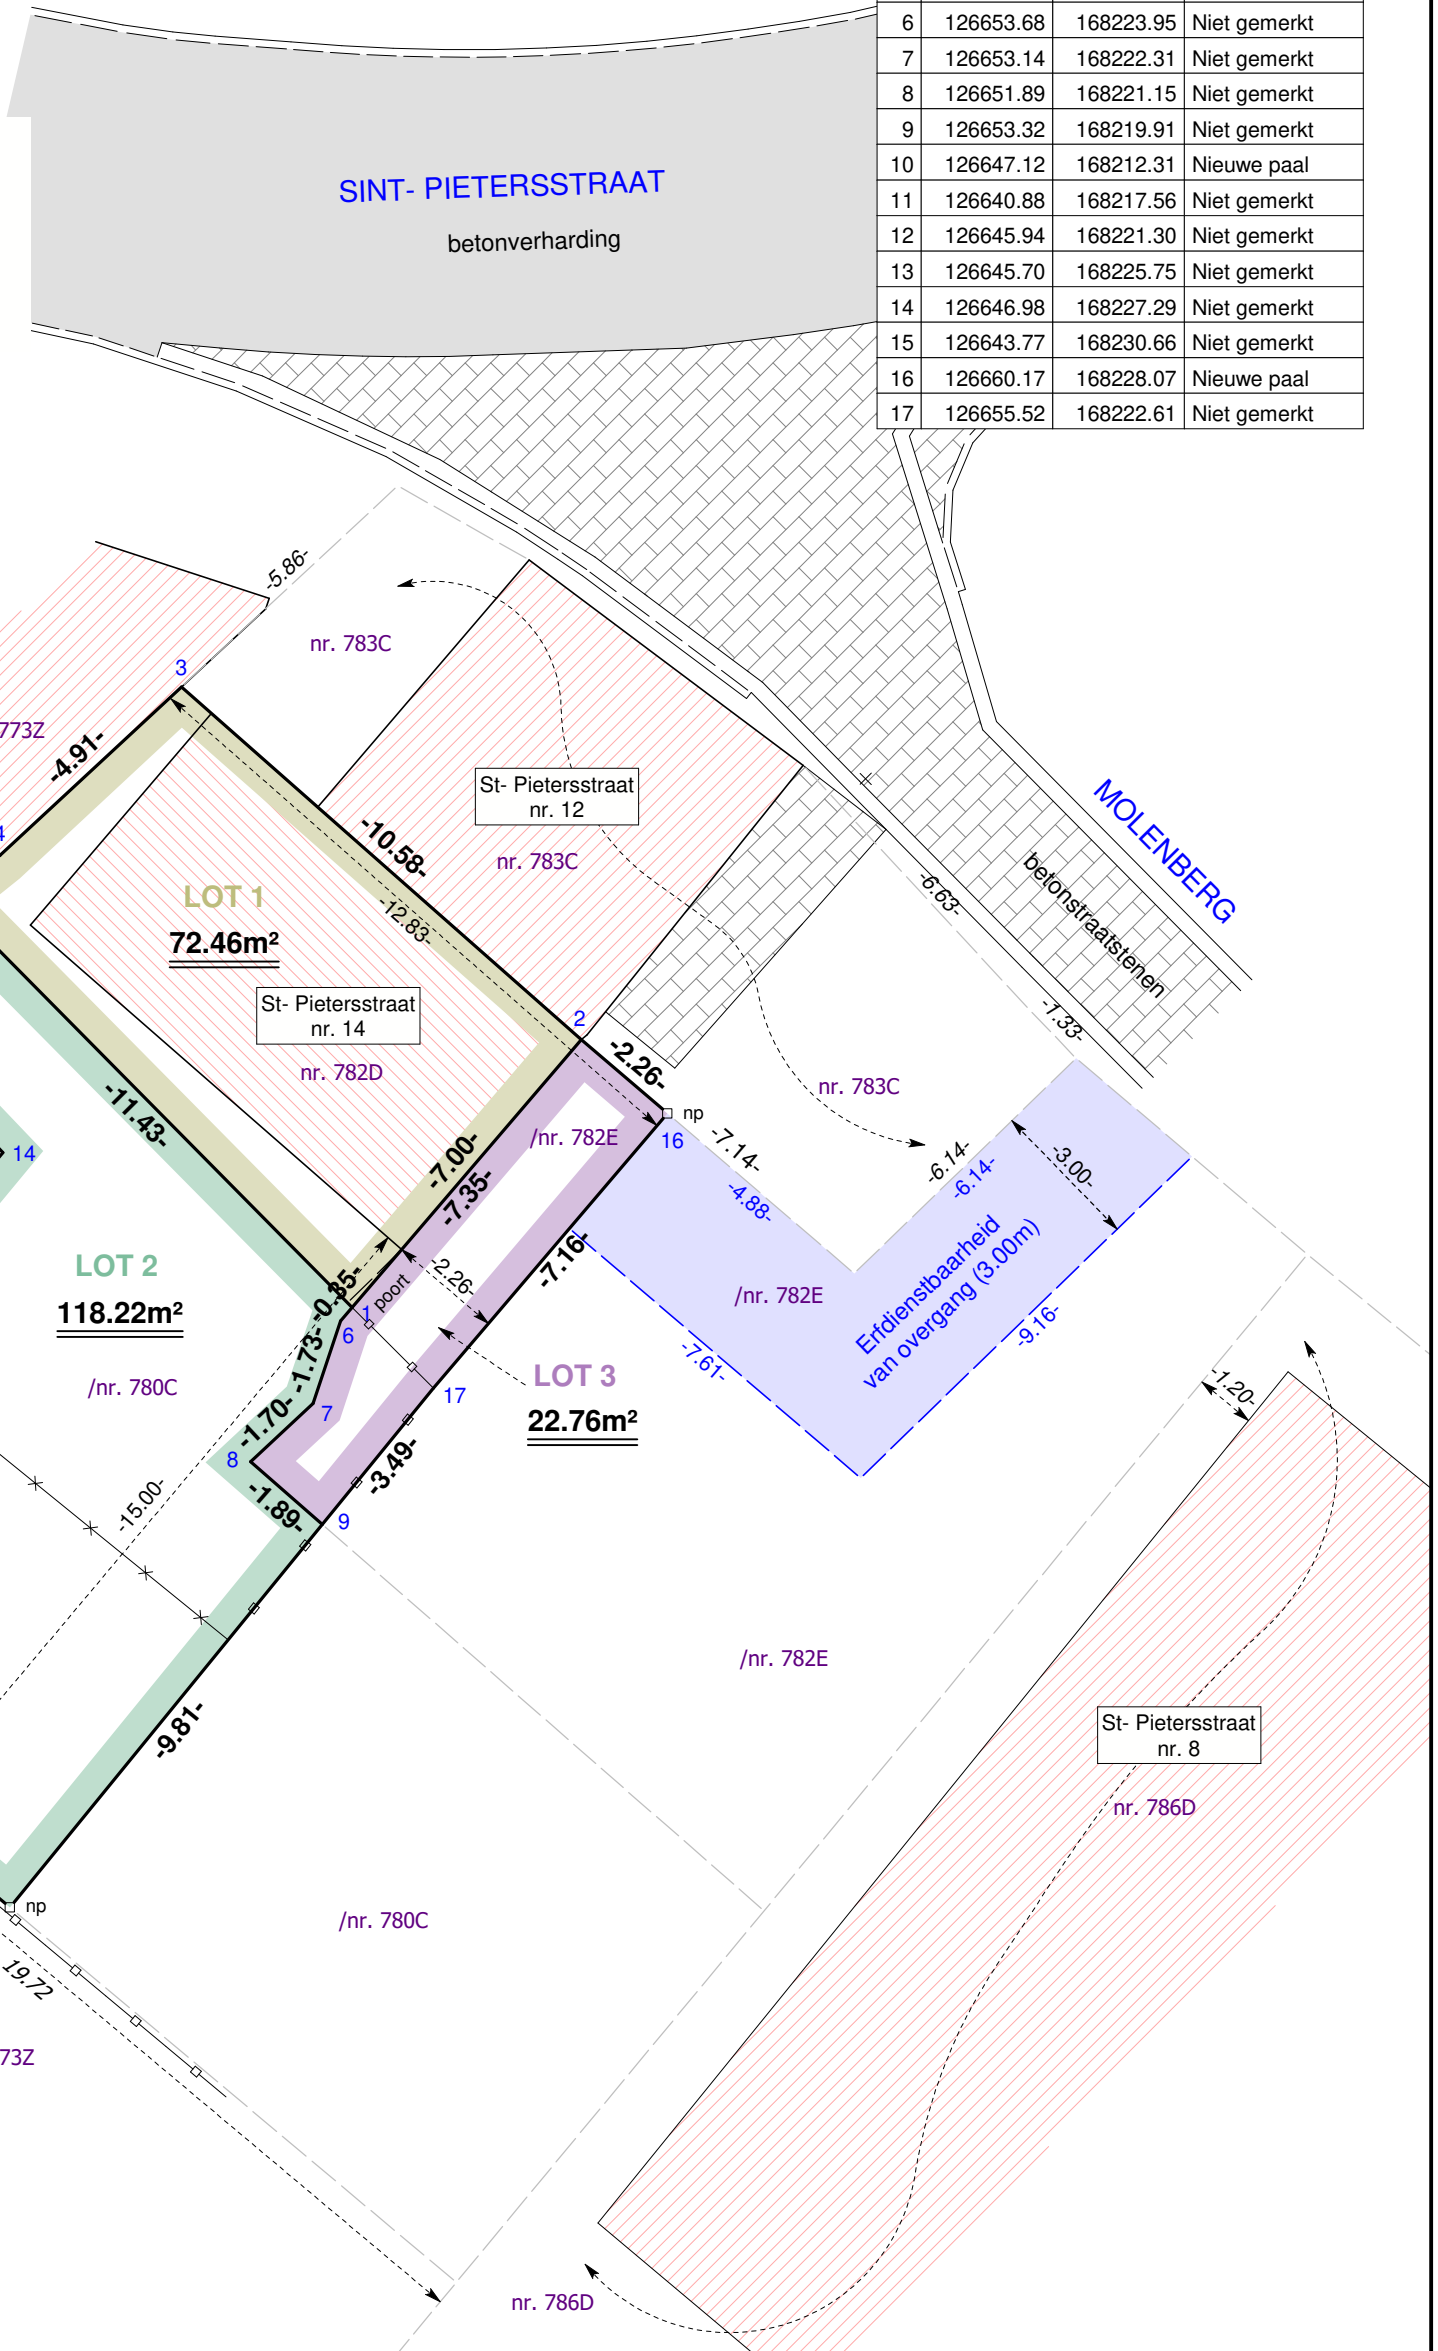 6 126653.68 168223.95 Niet gemerkt
7 126653.14 168222.31 Niet gemerkt
8 126651.89 168221.15 Niet gemerkt
9 126653.32 168219.91 Niet gemerkt
10 126647.12 168212.31 Nieuwe paal
11 126640.88 168217.56 Niet gemerkt
12 126645.94 168221.30 Niet gemerkt
13 126645.70 168225.75 Niet gemerkt
14 126646.98 168227.29 Niet gemerkt
15 126643.77 168230.66 Niet gemerkt
16 126660.17 168228.07 Nieuwe paal
17 126655.52 168222.61 Niet gemerkt
SINT- PIETERSSTRAAT
betonverharding
-5.86-
nr. 783C
3
773Z
-4.91-
4
St- Pietersstraat
nr. 12
nr. 783C
-10.58-
-12.83-
MOLENBERG
betonstraatstenen
-6.63-
-1.33-
LOT 1
72.46m²
St- Pietersstraat
nr. 14
nr. 782D
2
-2.26-
np
16
/nr. 782E
nr. 783C
-11.43-
14
-7.00-
-7.35-
-7.14-
-4.88-
-6.14-
-6.14-
-3.00-
-7.16-
-2.26-
LOT 2
118.22m²
/nr. 780C
-0.35-
1
poort
6
-1.73-
7
-1.70-
8
-1.89-
9
17
-3.49-
LOT 3
22.76m²
/nr. 782E
Erfdienstbaarheid
van overgang (3.00m)
-7.61-
-9.16-
-1.20-
-15.00-
/nr. 782E
-9.81-
St- Pietersstraat
nr. 8
nr. 786D
np
/nr. 780C
19.72
73Z
nr. 786D